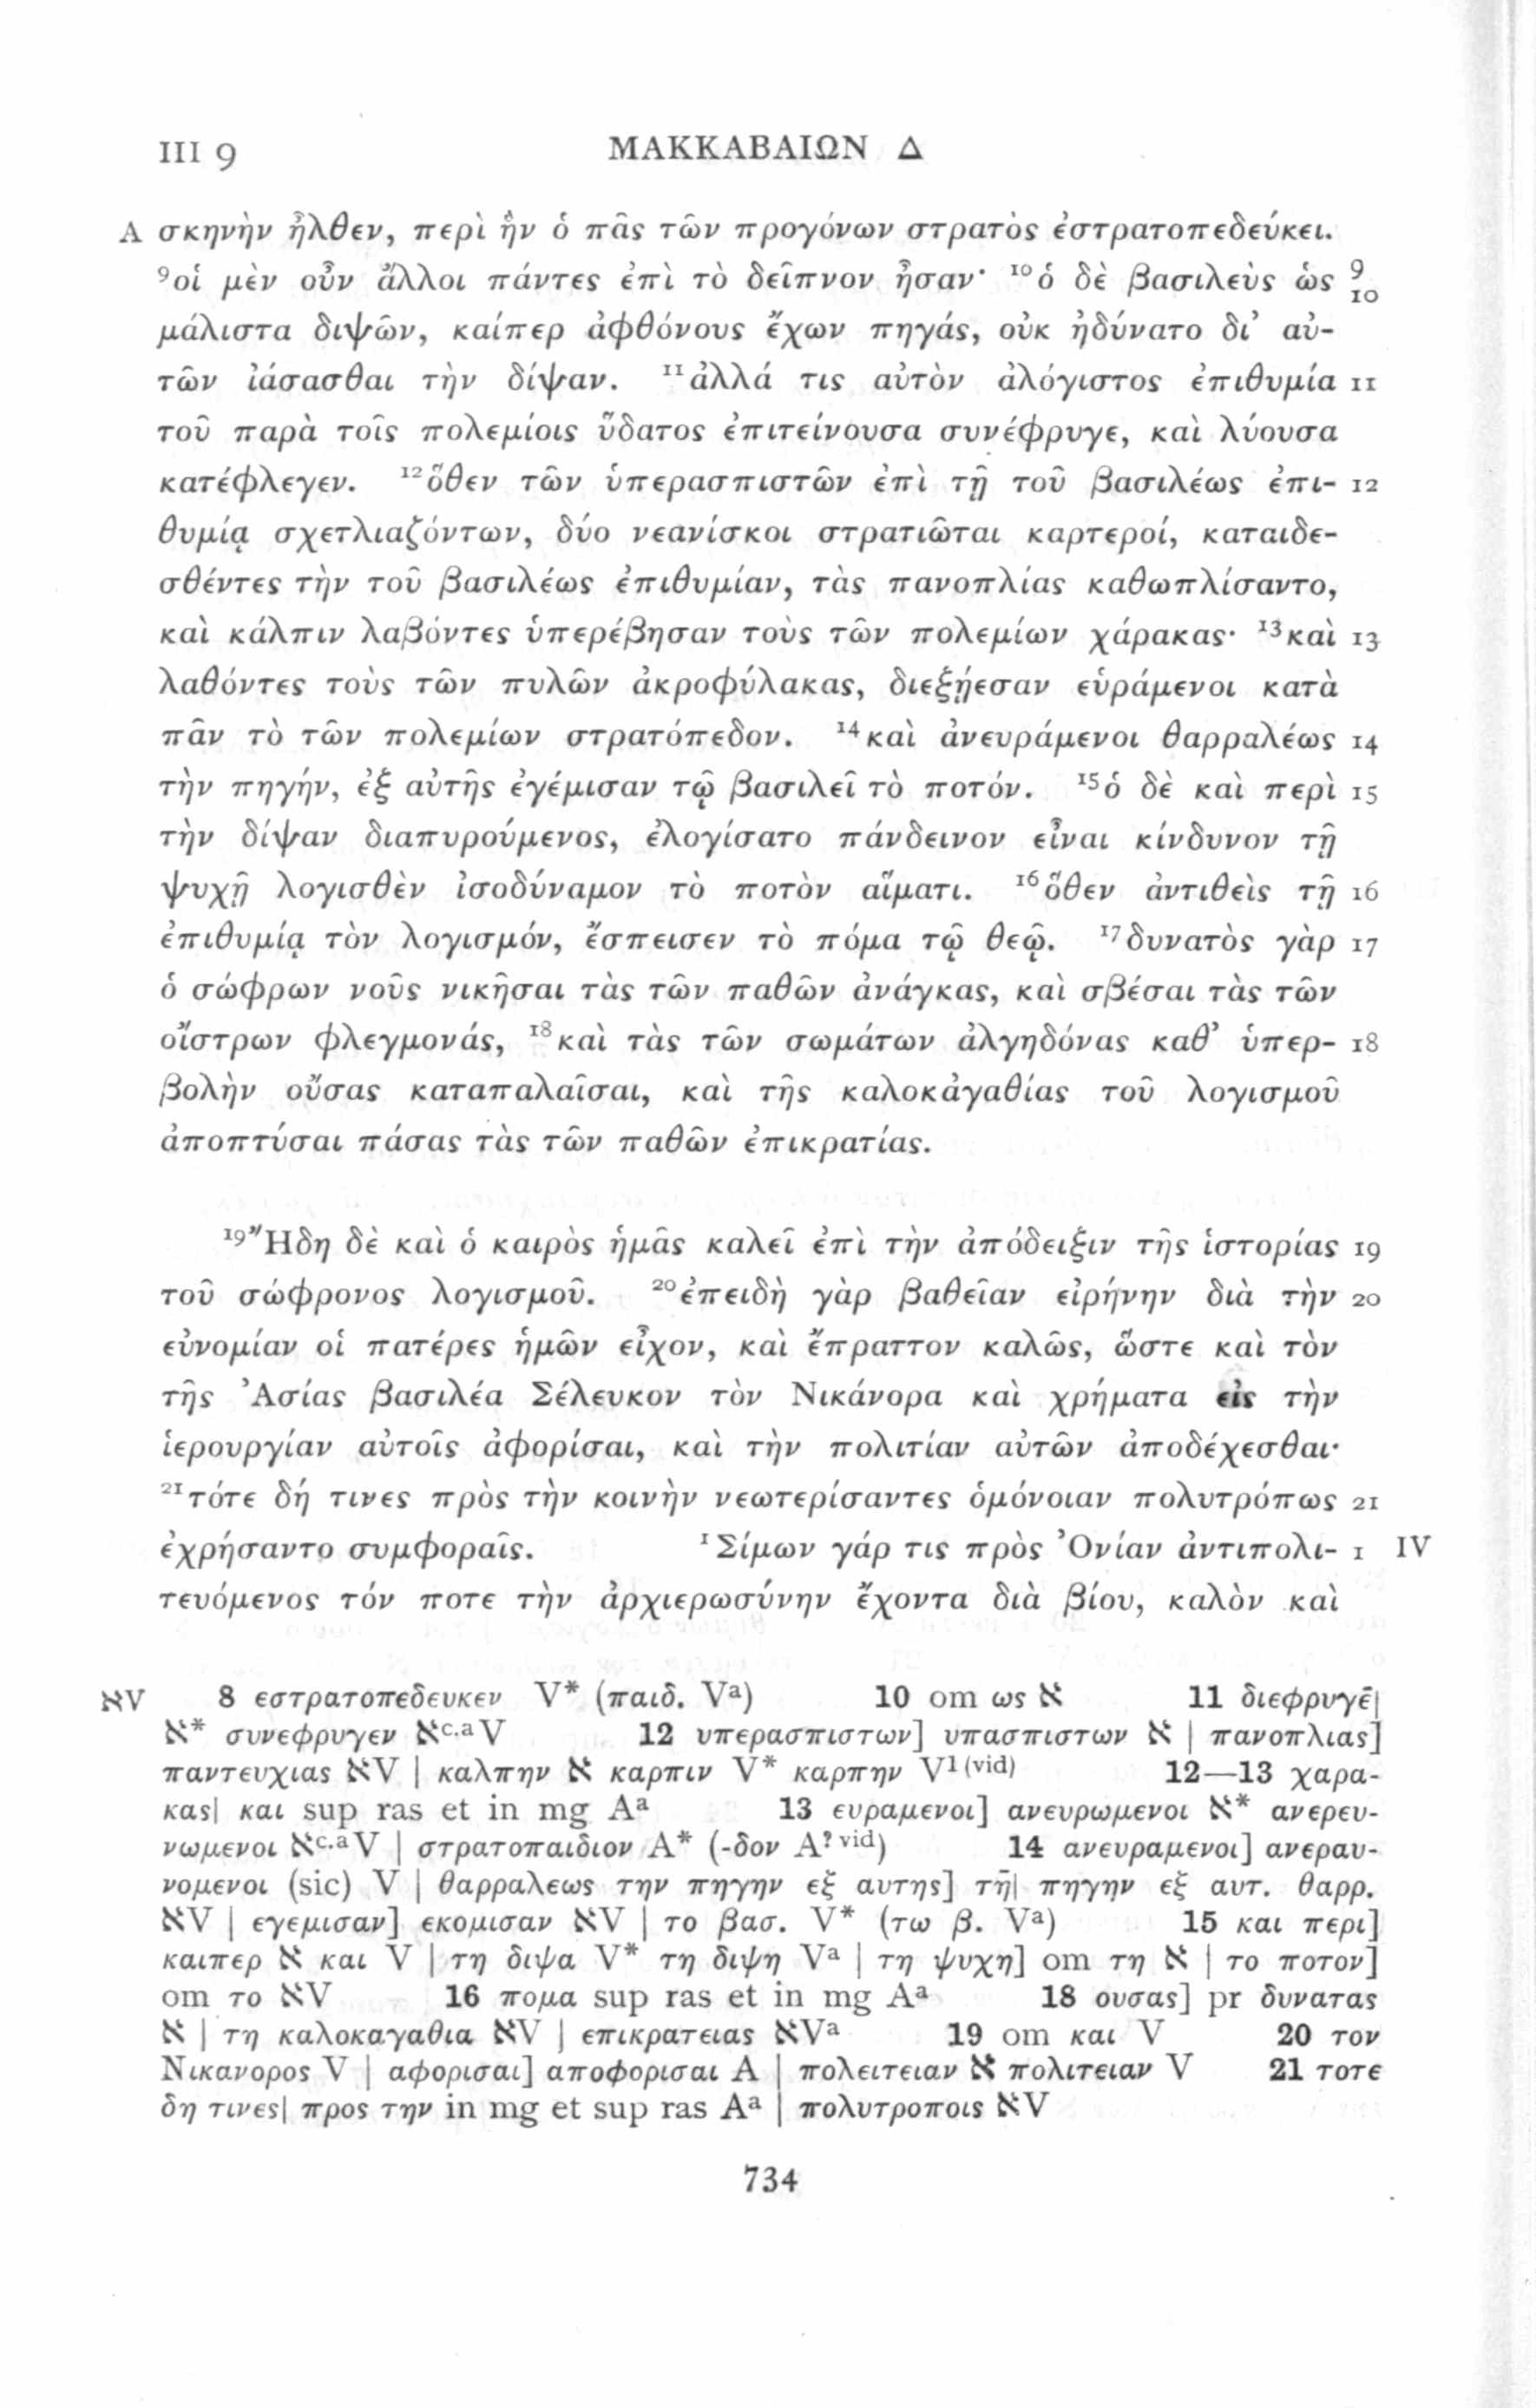 III 9 ΜΑΚΚΑΒΑΙΩΝ Δ
A σκηνὴν ἦλθεν, περὶ ἣν ὁ πᾶς τῶν προγόνων στρατὸς ἐστρατοπεδεύκει.
⁹οἱ μὲν οὖν ἄλλοι πάντες ἐπὶ τὸ δεῖπνον ἦσαν· ¹⁰ὁ δὲ βασιλεὺς ὡς 9 10
μάλιστα διψῶν, καίπερ ἀφθόνους ἔχων πηγάς, οὐκ ἠδύνατο δι’ αὐ-
τῶν ἰάσασθαι τὴν δίψαν. ¹¹ἀλλά τις αὐτὸν ἀλόγιστος ἐπιθυμία 11
τοῦ παρὰ τοῖς πολεμίοις ὕδατος ἐπιτείνουσα συνέφρυγε, καὶ λύουσα
κατέφλεγεν. ¹²ὅθεν τῶν ὑπερασπιστῶν ἐπὶ τῇ τοῦ βασιλέως ἐπι- 12
θυμίᾳ σχετλιαζόντων, δύο νεανίσκοι στρατιῶται καρτεροί, καταιδε-
σθέντες τὴν τοῦ βασιλέως ἐπιθυμίαν, τὰς πανοπλίας καθωπλίσαντο,
καὶ κάλπιν λαβόντες ὑπερέβησαν τοὺς τῶν πολεμίων χάρακας· ¹³καὶ 13
λαθόντες τοὺς τῶν πυλῶν ἀκροφύλακας, διεξῄεσαν εὑράμενοι κατὰ
πᾶν τὸ τῶν πολεμίων στρατόπεδον. ¹⁴καὶ ἀνευράμενοι θαρραλέως 14
τὴν πηγήν, ἐξ αὐτῆς ἐγέμισαν τῷ βασιλεῖ τὸ ποτόν. ¹⁵ὁ δὲ καὶ περὶ 15
τὴν δίψαν διαπυρούμενος, ἐλογίσατο πάνδεινον εἶναι κίνδυνον τῇ
ψυχῇ λογισθὲν ἰσοδύναμον τὸ ποτὸν αἵματι. ¹⁶ὅθεν ἀντιθεὶς τῇ 16
ἐπιθυμίᾳ τὸν λογισμόν, ἔσπεισεν τὸ πόμα τῷ θεῷ. ¹⁷δυνατὸς γὰρ 17
ὁ σώφρων νοῦς νικῆσαι τὰς τῶν παθῶν ἀνάγκας, καὶ σβέσαι τὰς τῶν
οἴστρων φλεγμονάς, ¹⁸καὶ τὰς τῶν σωμάτων ἀλγηδόνας καθ’ ὑπερ- 18
βολὴν οὔσας καταπαλαῖσαι, καὶ τῆς καλοκἀγαθίας τοῦ λογισμοῦ
ἀποπτύσαι πάσας τὰς τῶν παθῶν ἐπικρατίας.
¹⁹Ἤδη δὲ καὶ ὁ καιρὸς ἡμᾶς καλεῖ ἐπὶ τὴν ἀπόδειξιν τῆς ἱστορίας 19
τοῦ σώφρονος λογισμοῦ. ²⁰ἐπειδὴ γὰρ βαθεῖαν εἰρήνην διὰ τὴν 20
εὐνομίαν οἱ πατέρες ἡμῶν εἶχον, καὶ ἔπραττον καλῶς, ὥστε καὶ τὸν
τῆς Ἀσίας βασιλέα Σέλευκον τὸν Νικάνορα καὶ χρήματα εἰς τὴν
ἱερουργίαν αὐτοῖς ἀφορίσαι, καὶ τὴν πολιτίαν αὐτῶν ἀποδέχεσθαι·
²¹τότε δή τινες πρὸς τὴν κοινὴν νεωτερίσαντες ὁμόνοιαν πολυτρόπως 21
ἐχρήσαντο συμφοραῖς. ¹Σίμων γάρ τις πρὸς Ὀνίαν ἀντιπολι- 1 IV
τευόμενος τόν ποτε τὴν ἀρχιερωσύνην ἔχοντα διὰ βίου, καλὸν καὶ
אV 8 εστρατοπεδευκεν V* (παιδ. Vᵃ) 10 om ως א 11 διεφρυγε̄|
א* συνεφρυγεν אᶜ·ᵃV 12 υπερασπιστων] υπασπιστων א | πανοπλιας]
παντευχιας אV | καλπην א καρπιν V* καρπην V¹⁽ᵛⁱᵈ⁾ 12—13 χαρα-
κας| και sup ras et in mg Aᵃ 13 ευραμενοι] ανευρωμενοι א* ανερευ-
νωμενοι אᶜ·ᵃV | στρατοπαιδιον A* (-δον A?ᵛⁱᵈ) 14 ανευραμενοι] ανεραυ-
νομενοι (sic) V | θαρραλεως την πηγην εξ αυτης] τη̄| πηγην εξ αυτ. θαρρ.
אV | εγεμισαν] εκομισαν אV | το βασ. V* (τω β. Vᵃ) 15 και περι]
καιπερ א και V | τη διψα V* τη διψη Vᵃ | τη ψυχη] om τη א | το ποτον]
om το אV 16 πομα sup ras et in mg Aᵃ 18 ουσας] pr δυνατας
א | τη καλοκαγαθια אV | επικρατειας אVᵃ 19 om και V 20 τον
Νικανορος V | αφορισαι] αποφορισαι A | πολειτειαν א πολιτειαν V 21 τοτε
δη τινες| προς την in mg et sup ras Aᵃ | πολυτροποις אV
734